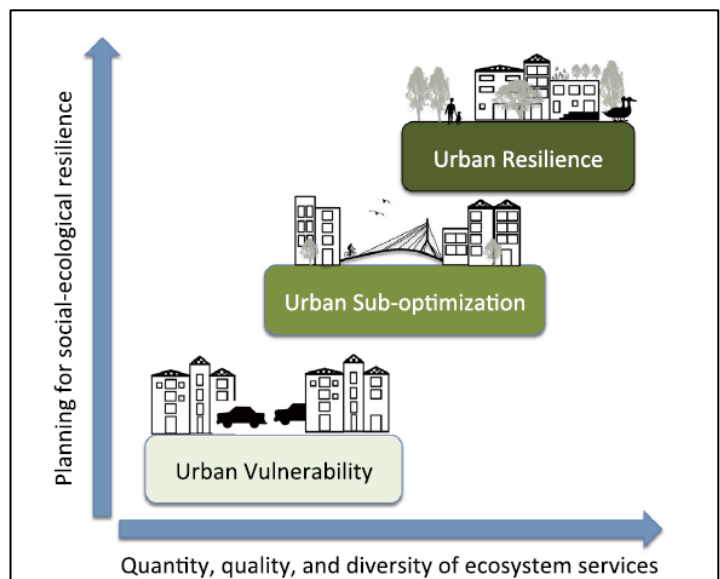 Planning for social-ecological resilience
Urban Resilience
Urban Sub-optimization
Urban Vulnerability
Quantity, quality, and diversity of ecosystem services